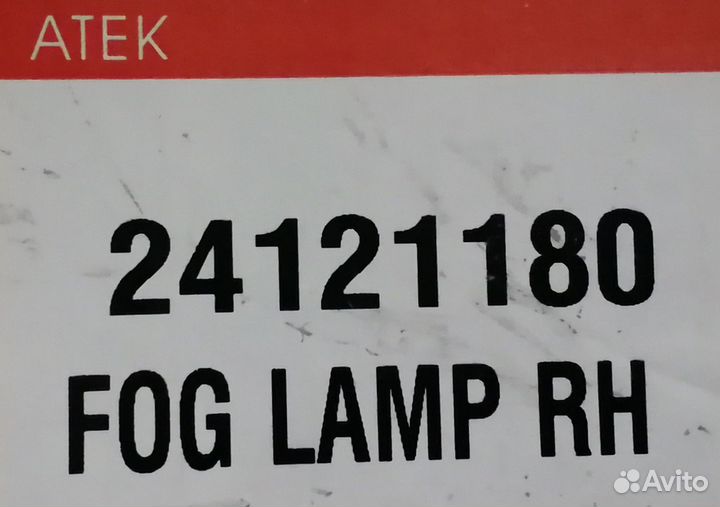 ATEK
24121180
FOG LAMP RH
Avito